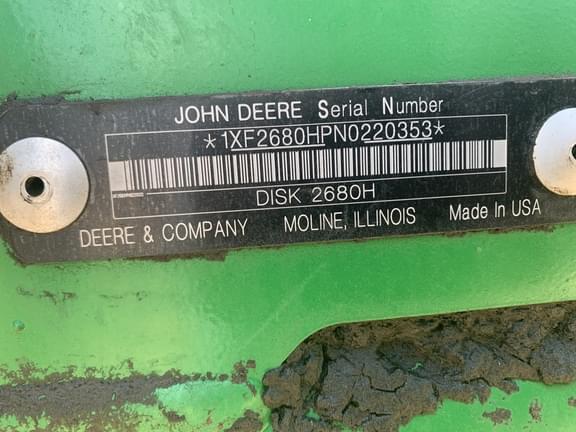 JOHN DEERE Serial Number
*1XF2680HPN0220353*
DISK 2680H
DEERE & COMPANY MOLINE, ILLINOIS Made In USA